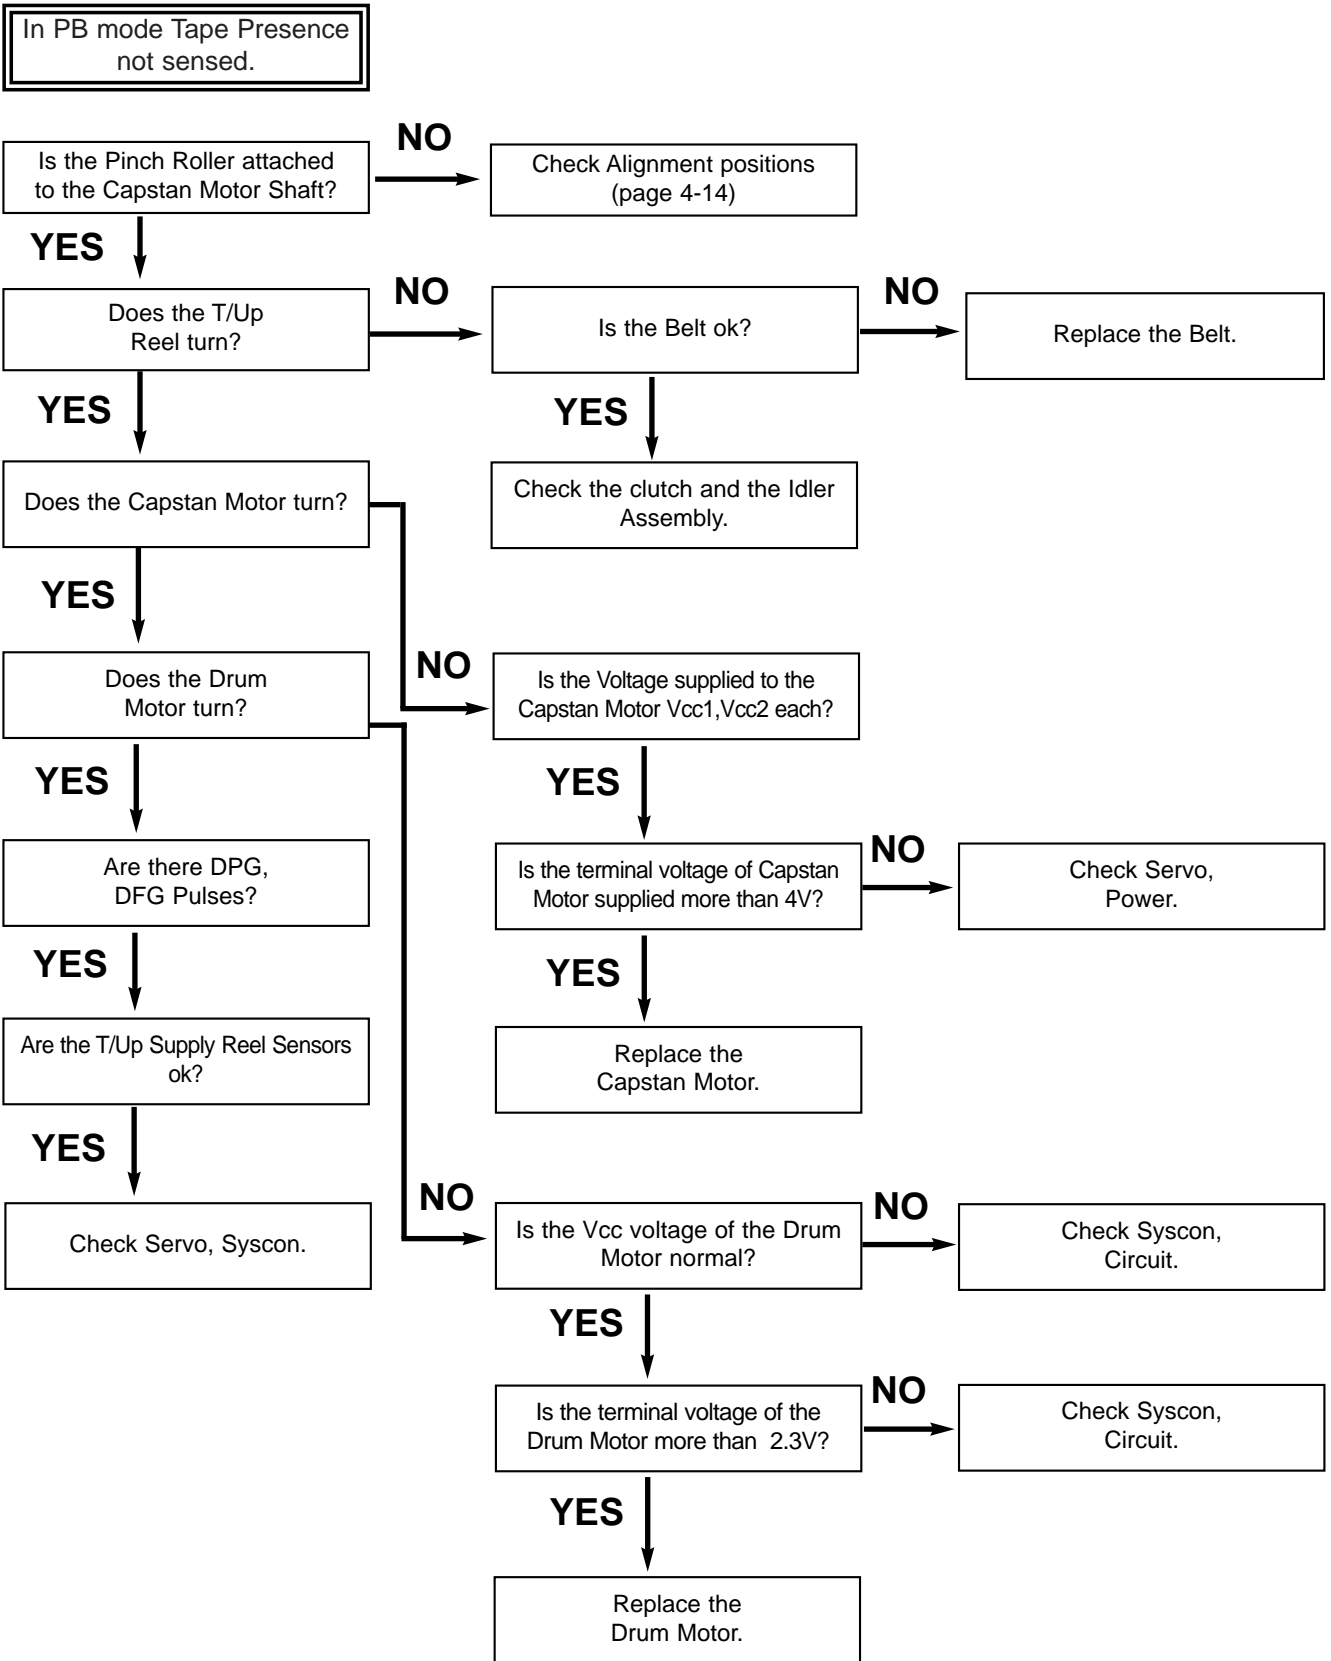 In PB mode Tape Presence
not sensed.
Is the Pinch Roller attached
to the Capstan Motor Shaft?
NO
Check Alignment positions
(page 4-14)
YES
Does the T/Up
Reel turn?
NO
Is the Belt ok?
NO
Replace the Belt.
YES
YES
Does the Capstan Motor turn?
Check the clutch and the Idler
Assembly.
YES
Does the Drum
Motor turn?
NO
Is the Voltage supplied to the
Capstan Motor Vcc1,Vcc2 each?
YES
YES
Are there DPG,
DFG Pulses?
Is the terminal voltage of Capstan
Motor supplied more than 4V?
NO
Check Servo,
Power.
YES
YES
Are the T/Up Supply Reel Sensors
ok?
Replace the
Capstan Motor.
YES
Check Servo, Syscon.
NO
Is the Vcc voltage of the Drum
Motor normal?
NO
Check Syscon,
Circuit.
YES
Is the terminal voltage of the
Drum Motor more than  2.3V?
NO
Check Syscon,
Circuit.
YES
Replace the
Drum Motor.